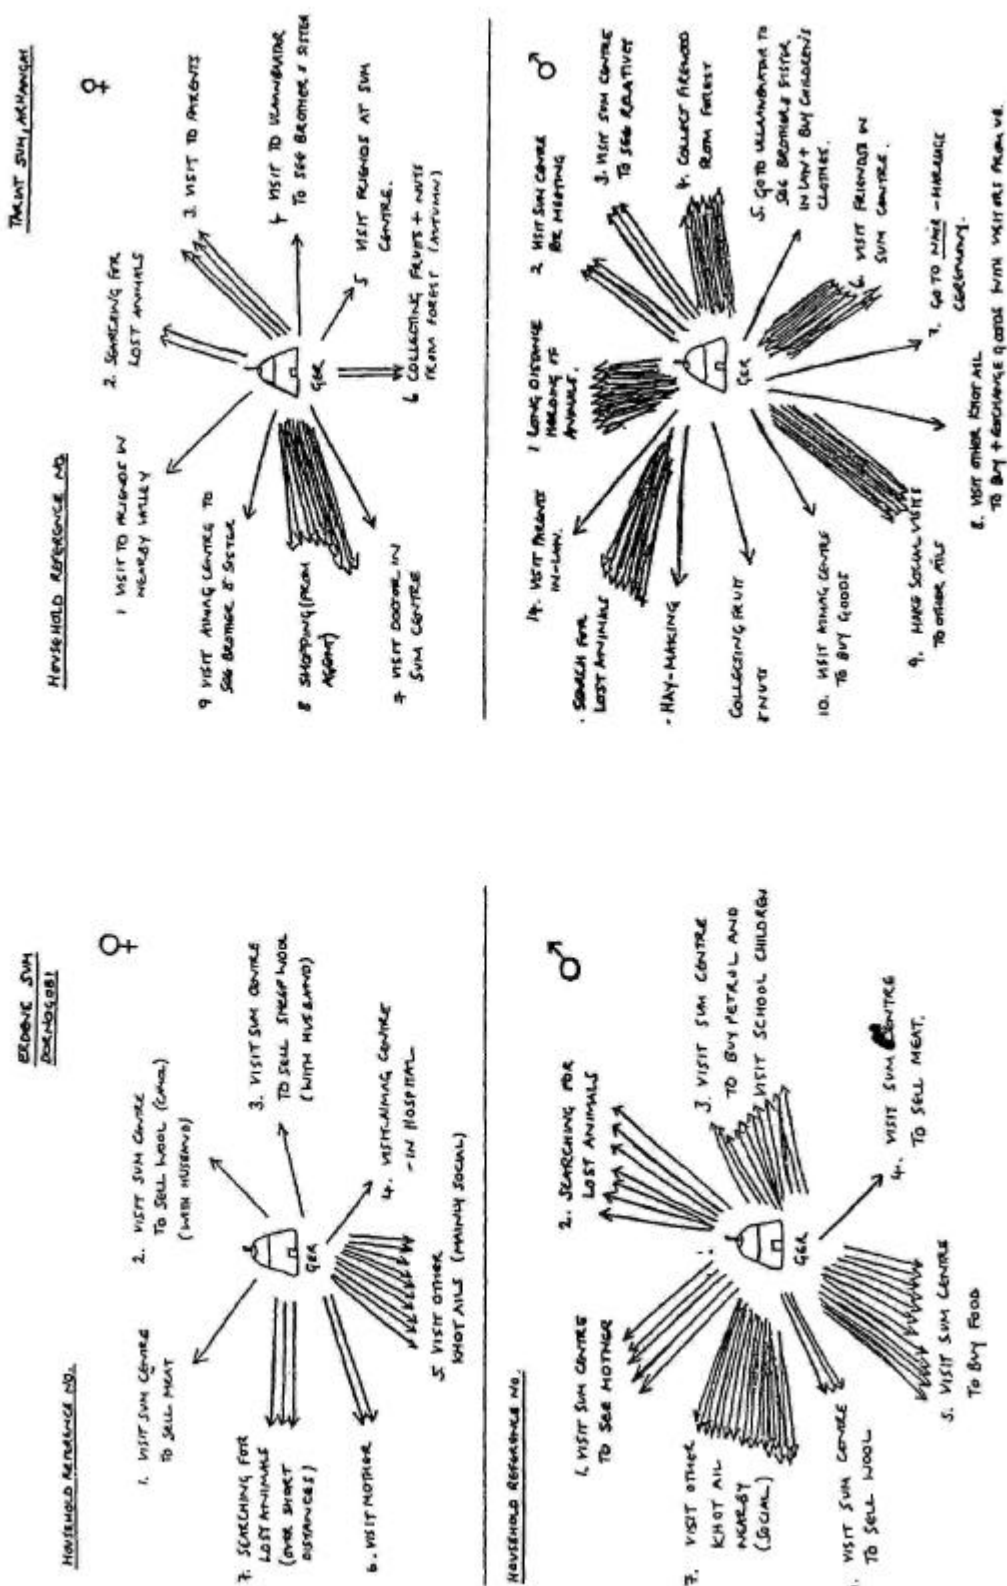 ERDENE SUM
DORNOGOBI
HOUSEHOLD REFERENCE NO.
♀
1. VISIT SUM CENTRE
TO SELL MEAT
2. VISIT SUM CENTRE
TO SELL WOOL (CAMEL)
(WITH HUSBAND)
3. VISIT SUM CENTRE
TO SELL SHEEP WOOL
(WITH HUSBAND)
4. VISIT AIMAG CENTRE
- IN HOSPITAL
5 VISIT OTHER
KHOT AILS (MAINLY SOCIAL)
6. VISIT MOTHER
7. SEARCHING FOR
LOST ANIMALS
(OVER SHORT
DISTANCES)
GER
HOUSEHOLD REFERENCE NO.
♂
1. VISIT SUM CENTRE
TO SEE MOTHER
2. SEARCHING FOR
LOST ANIMALS
3. VISIT SUM CENTRE
TO BUY PETROL AND
VISIT SCHOOL CHILDREN
4. VISIT SUM CENTRE
TO SELL MEAT.
5. VISIT SUM CENTRE
TO BUY FOOD
. VISIT SUM CENTRE
TO SELL WOOL
7. VISIT OTHER
KHOT AIL
NEARBY
(SOCIAL)
GER
TARIAT SUM, ARHANGAI
HOUSEHOLD REFERENCE NO.
♀
1 VISIT TO FRIENDS IN
NEARBY VALLEY
2. SEARCHING FOR
LOST ANIMALS
3. VISIT TO PARENTS
4 VISIT TO ULAANBAATAR
TO SEE BROTHER & SISTER
5 VISIT FRIENDS AT SUM
CENTRE.
6 COLLECTING FRUITS + NUTS
FROM FOREST (AUTUMN)
7 VISIT DOCTOR IN
SUM CENTRE
8 SHOPPING (FROM
AGENT)
9 VISIT AIMAG CENTRE TO
SEE BROTHER & SISTER
GER
♂
1 LONG DISTANCE
HERDING OF
ANIMALS.
2 VISIT SUM CENTRE
FOR MEETING
3. VISIT SUM CENTRE
TO SEE RELATIVES
4. COLLECT FIREWOOD
FROM FOREST
5. GO TO ULAANBAATAR TO
SEE BROTHER & SISTER
IN LAW + BUY CHILDREN'S
CLOTHES.
6. VISIT FRIENDS IN
SUM CENTRE.
7. GO TO NAIR - MARRIAGE
CEREMONY.
8. VISIT OTHER KHOT AIL
TO BUY + EXCHANGE GOODS WITH VISITORS FROM UB.
9. MAKE SOCIAL VISITS
TO OTHER AILS
10. VISIT AIMAG CENTRE
TO BUY GOODS
COLLECTING FRUIT
& NUTS
- HAY-MAKING
. SEARCH FOR
LOST ANIMALS
14. VISIT PARENTS
IN-LAW.
GER